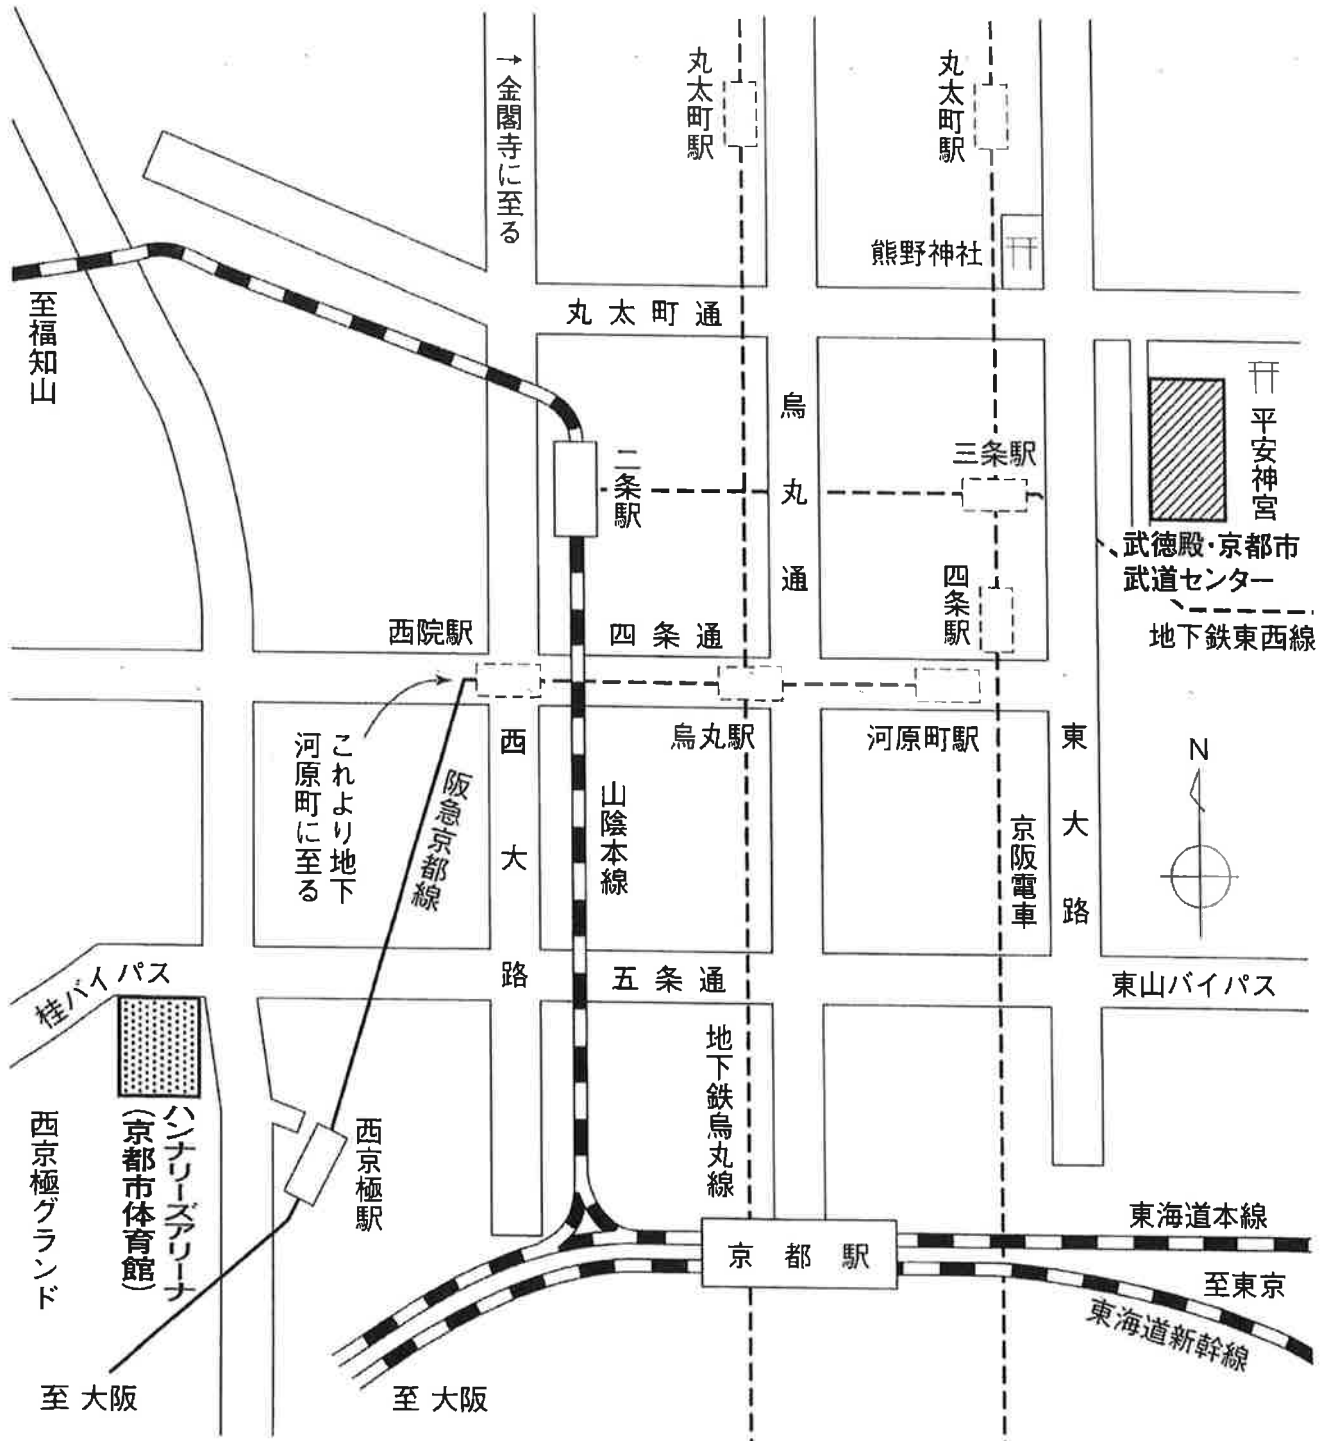 →金閣寺に至る
丸太町駅
丸太町駅
熊野神社
至福知山
丸太町通
烏丸通
二条駅
三条駅
平安神宮
武徳殿・京都市
武道センター
地下鉄東西線
四条駅
西院駅
四条通
これより地下
河原町に至る
阪急京都線
西大路
山陰本線
烏丸駅
河原町駅
東大路
京阪電車
N
桂バイパス
五条通
東山バイパス
地下鉄烏丸線
西京極グランド
ハンナリーズアリーナ
(京都市体育館)
西京極駅
京都駅
東海道本線
至東京
東海道新幹線
至大阪
至大阪